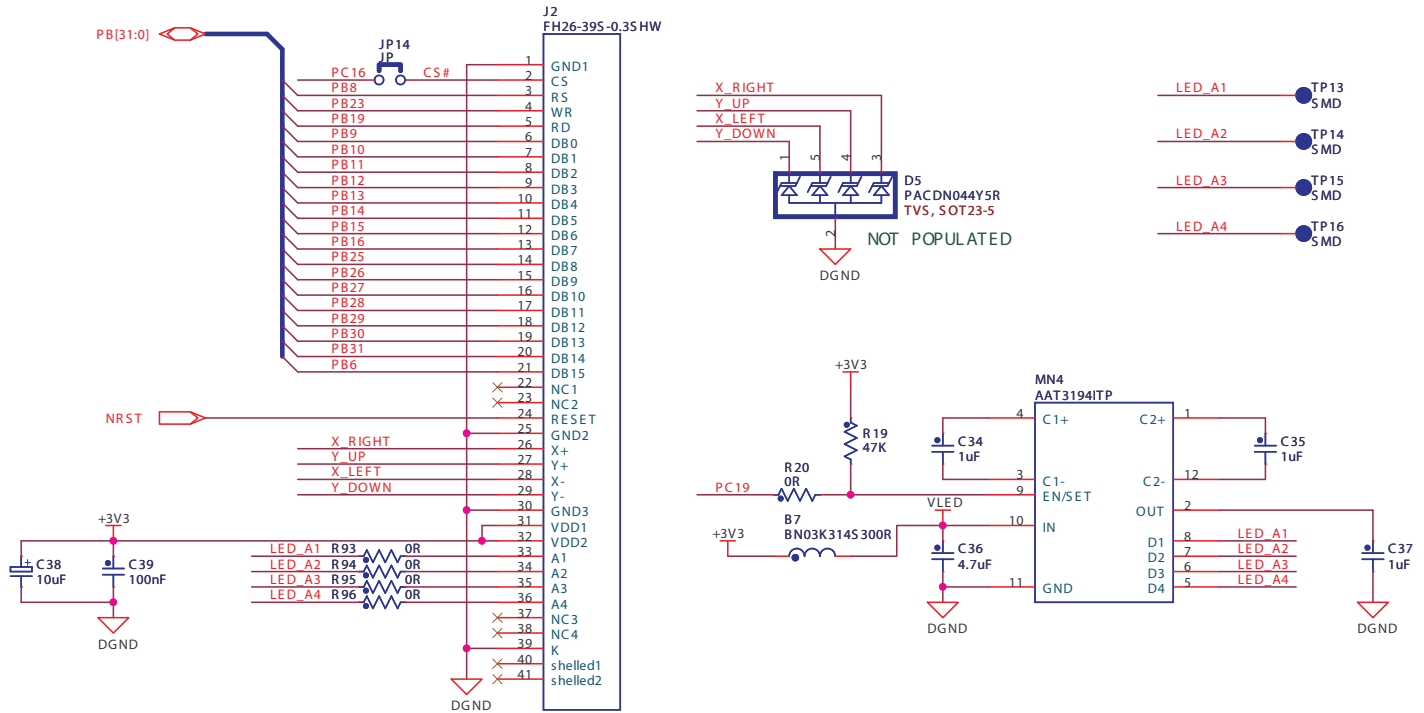 J2
FH26-39S-0.3SHW
PB[31:0]
JP14
JP
PC16 CS# 1 GND1
2 CS
PB8 3 RS
PB23 4 WR
PB19 5 RD
PB9 6 DB0
PB10 7 DB1
PB11 8 DB2
PB12 9 DB3
PB13 10 DB4
PB14 11 DB5
PB15 12 DB6
PB16 13 DB7
PB25 14 DB8
PB26 15 DB9
PB27 16 DB10
PB28 17 DB11
PB29 18 DB12
PB30 19 DB13
PB31 20 DB14
PB6 21 DB15
22 NC1
23 NC2
NRST 24 RESET
25 GND2
X_RIGHT 26 X+
Y_UP 27 Y+
X_LEFT 28 X-
Y_DOWN 29 Y-
30 GND3
+3V3 31 VDD1
32 VDD2
LED_A1 R93 0R 33 A1
LED_A2 R94 0R 34 A2
LED_A3 R95 0R 35 A3
LED_A4 R96 0R 36 A4
37 NC3
38 NC4
39 K
40 shelled1
41 shelled2
C38
10uF
C39
100nF
DGND
DGND
X_RIGHT
Y_UP
X_LEFT
Y_DOWN
1 5 4 3
D5
PACDN044Y5R
TVS, SOT23-5
2
NOT POPULATED
DGND
LED_A1 TP13
SMD
LED_A2 TP14
SMD
LED_A3 TP15
SMD
LED_A4 TP16
SMD
+3V3
R19
47K
R20
0R
PC19
B7
BN03K314S300R
+3V3
VLED
C34
1uF
C36
4.7uF
DGND
MN4
AAT3194ITP
4 C1+ C2+ 1
3 C1- C2- 12
9 EN/SET
OUT 2
10 IN
D1 8 LED_A1
D2 7 LED_A2
D3 6 LED_A3
11 GND D4 5 LED_A4
C35
1uF
C37
1uF
DGND